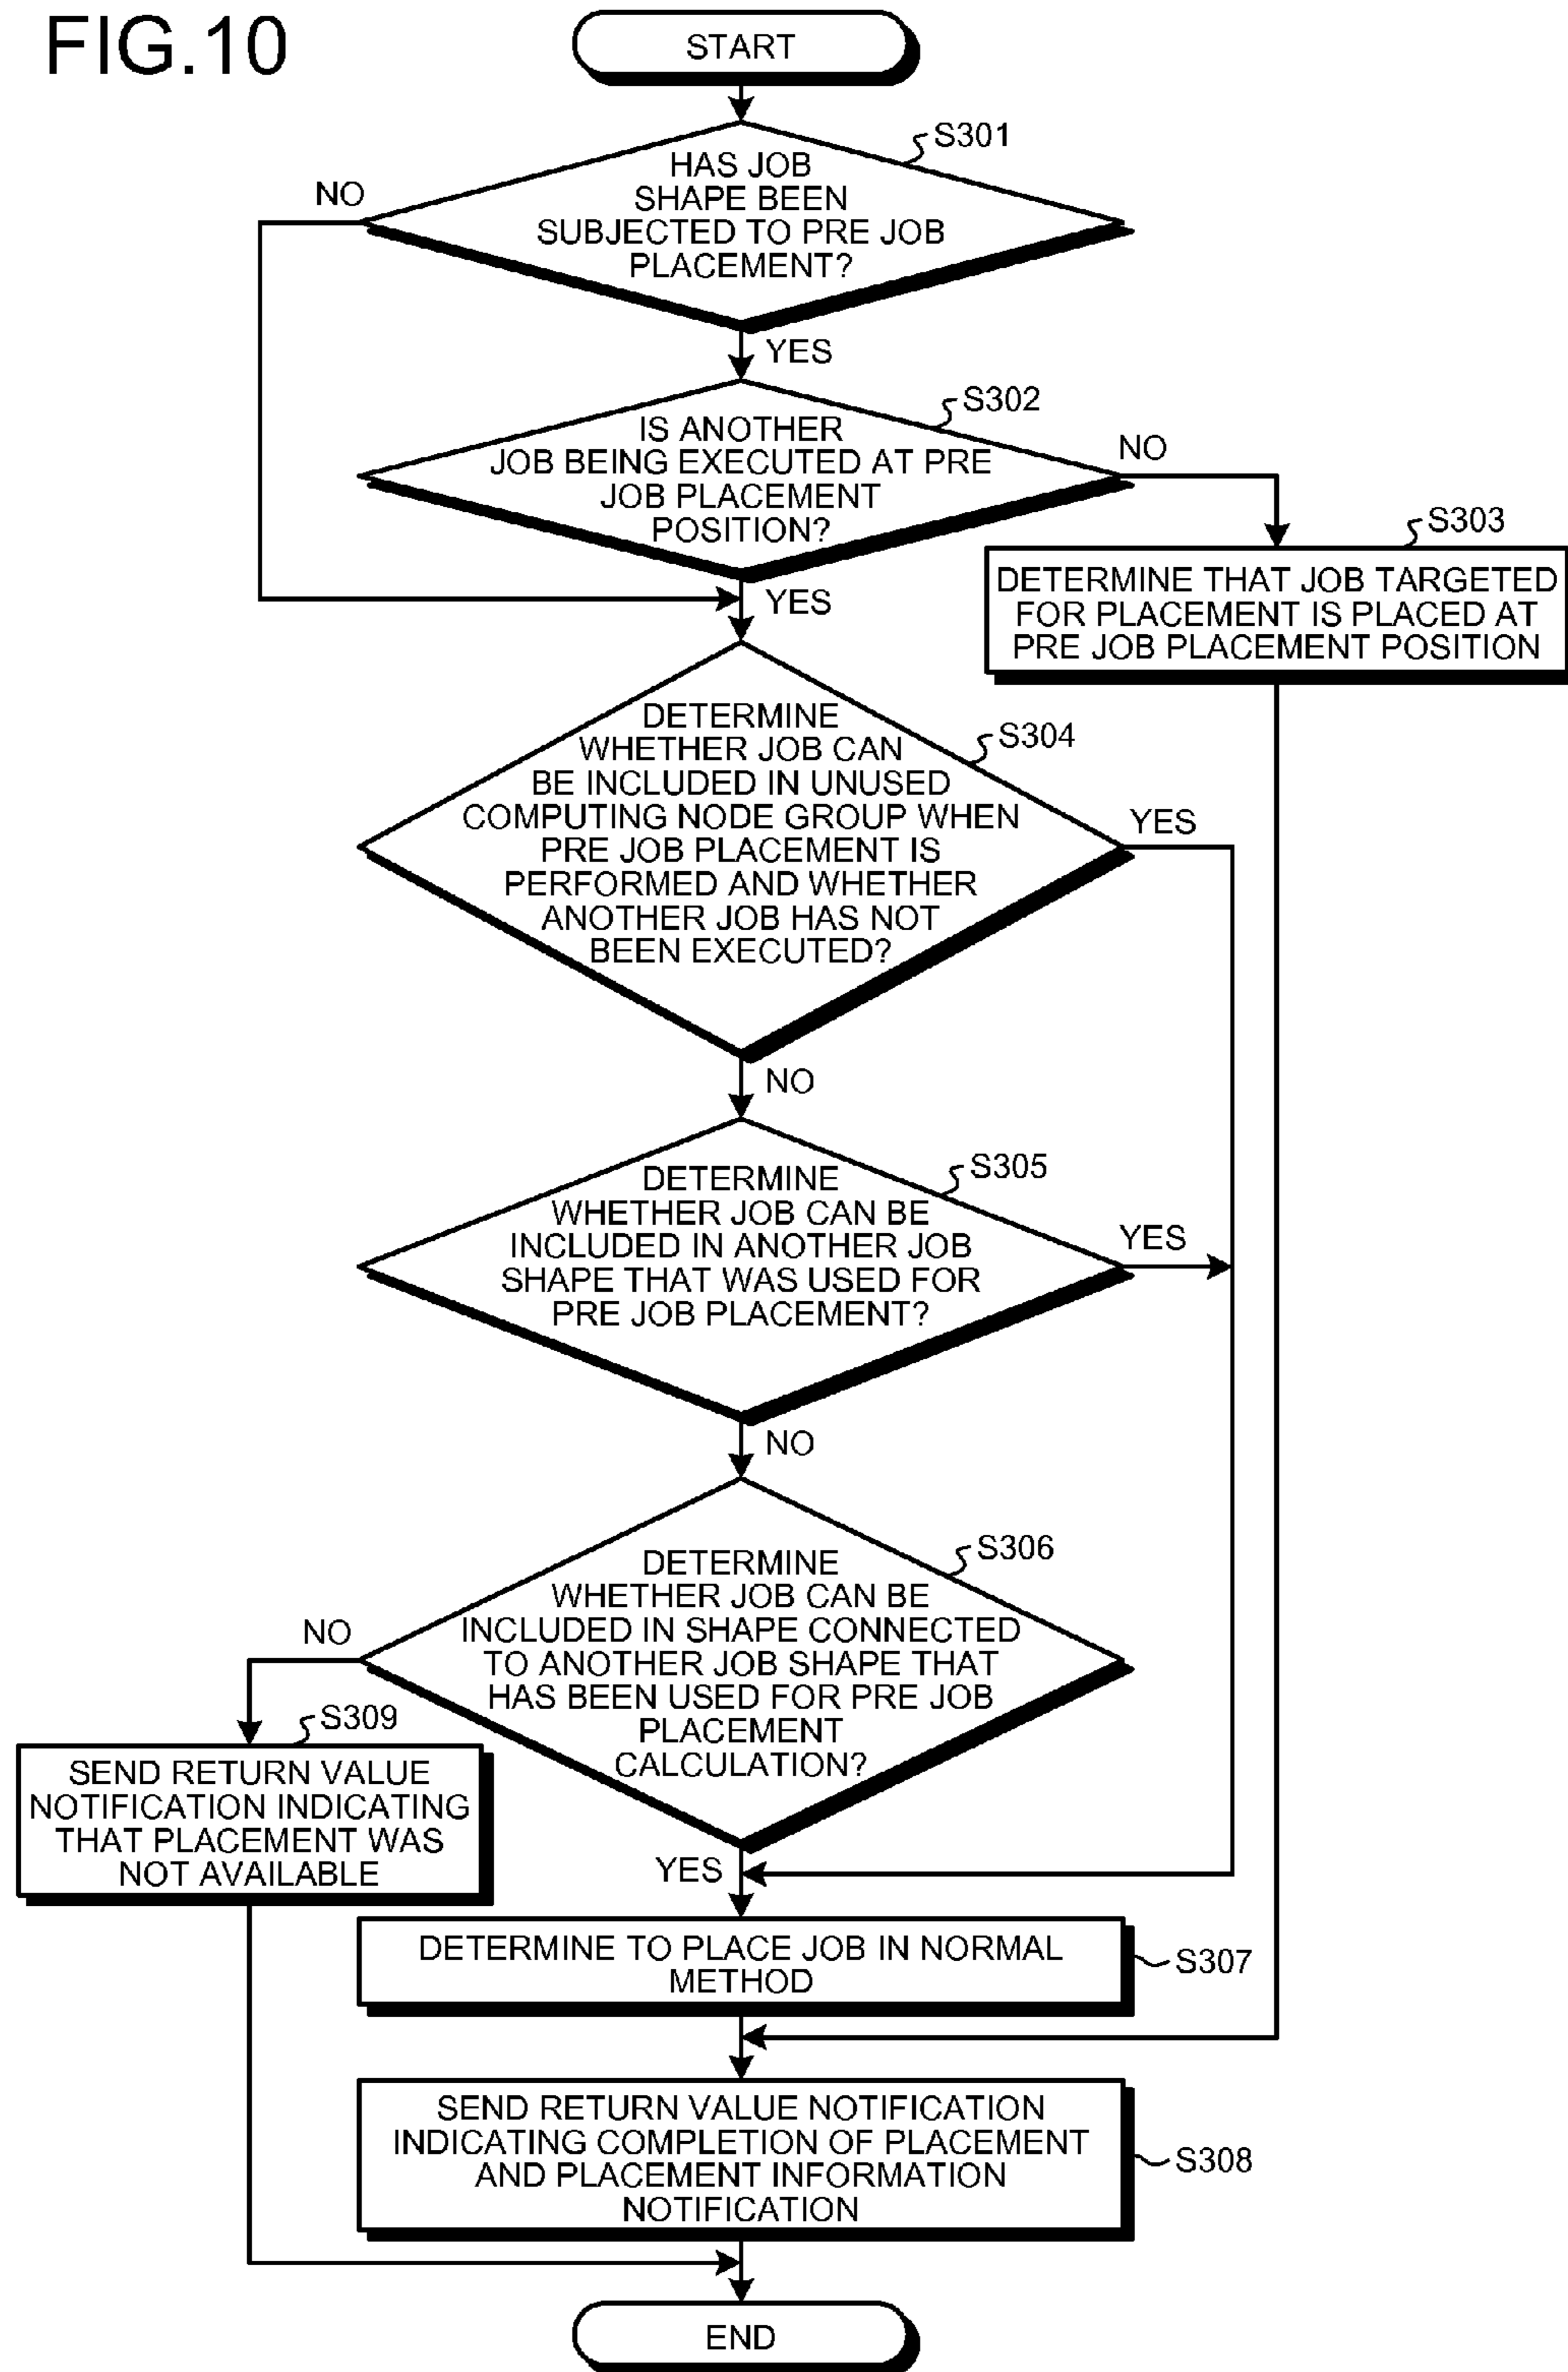 FIG.10
START
S301
HAS JOB
SHAPE BEEN
SUBJECTED TO PRE JOB
PLACEMENT?
NO
YES
S302
IS ANOTHER
JOB BEING EXECUTED AT PRE
JOB PLACEMENT
POSITION?
NO
YES
S303
DETERMINE THAT JOB TARGETED
FOR PLACEMENT IS PLACED AT
PRE JOB PLACEMENT POSITION
S304
DETERMINE
WHETHER JOB CAN
BE INCLUDED IN UNUSED
COMPUTING NODE GROUP WHEN
PRE JOB PLACEMENT IS
PERFORMED AND WHETHER
ANOTHER JOB HAS NOT
BEEN EXECUTED?
YES
NO
S305
DETERMINE
WHETHER JOB CAN BE
INCLUDED IN ANOTHER JOB
SHAPE THAT WAS USED FOR
PRE JOB PLACEMENT?
YES
NO
S306
DETERMINE
WHETHER JOB CAN BE
INCLUDED IN SHAPE CONNECTED
TO ANOTHER JOB SHAPE THAT
HAS BEEN USED FOR PRE JOB
PLACEMENT
CALCULATION?
NO
S309
SEND RETURN VALUE
NOTIFICATION INDICATING
THAT PLACEMENT WAS
NOT AVAILABLE
YES
DETERMINE TO PLACE JOB IN NORMAL
METHOD
S307
SEND RETURN VALUE NOTIFICATION
INDICATING COMPLETION OF PLACEMENT
AND PLACEMENT INFORMATION
NOTIFICATION
S308
END